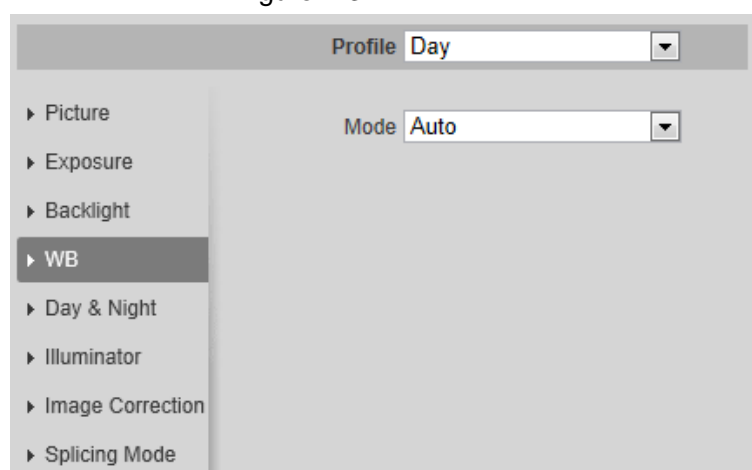 Profile Day
Picture
Mode Auto
Exposure
Backlight
WB
Day & Night
Illuminator
Image Correction
Splicing Mode